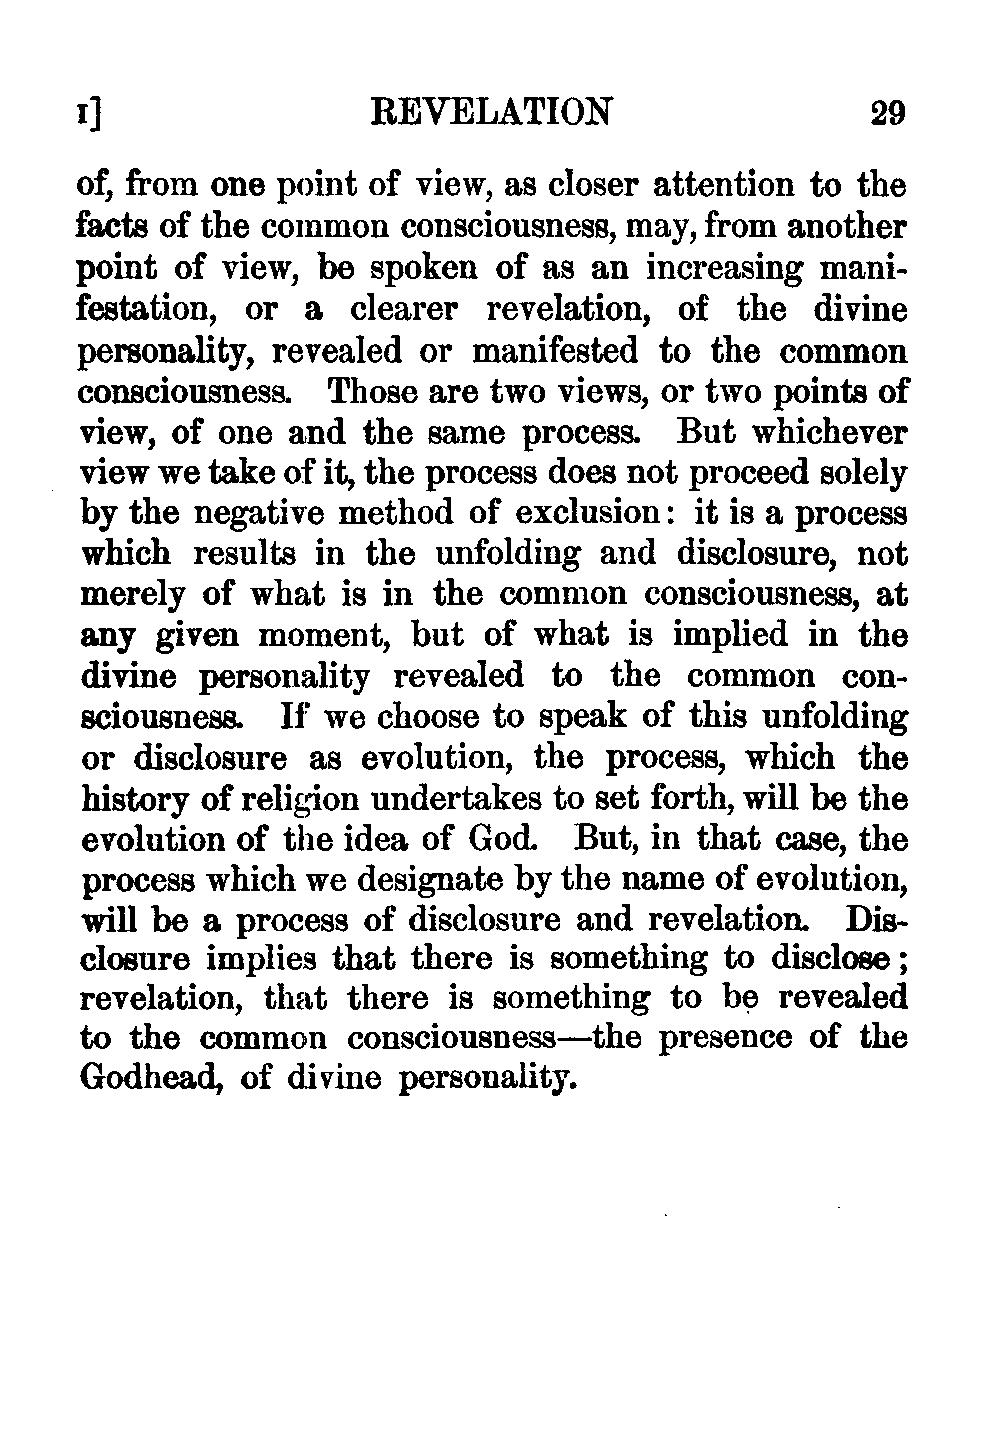 I] REVELATION 29
of, from one point of view, as closer attention to the
facts of the common consciousness, may, from another
point of view, be spoken of as an increasing mani-
festation, or a clearer revelation, of the divine
personality, revealed or manifested to the common
consciousness. Those are two views, or two points of
view, of one and the same process. But whichever
view we take of it, the process does not proceed solely
by the negative method of exclusion: it is a process
which results in the unfolding and disclosure, not
merely of what is in the common consciousness, at
any given moment, but of what is implied in the
divine personality revealed to the common con-
sciousness. If we choose to speak of this unfolding
or disclosure as evolution, the process, which the
history of religion undertakes to set forth, will be the
evolution of the idea of God. But, in that case, the
process which we designate by the name of evolution,
will be a process of disclosure and revelation. Dis-
closure implies that there is something to disclose;
revelation, that there is something to be revealed
to the common consciousness—the presence of the
Godhead, of divine personality.